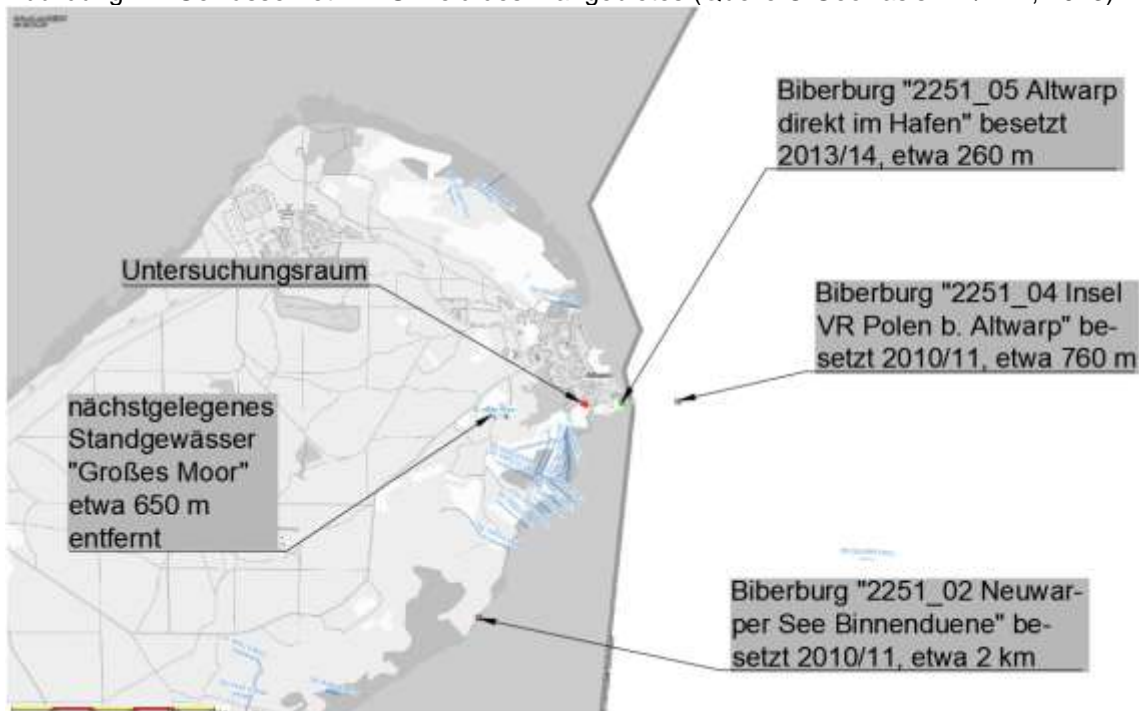 Biberburg "2251_05 Altwarp
direkt im Hafen" besetzt
2013/14, etwa 260 m
Untersuchungsraum
Biberburg "2251_04 Insel
VR Polen b. Altwarp" be-
setzt 2010/11, etwa 760 m
nächstgelegenes
Standgewässer
"Großes Moor"
etwa 650 m
entfernt
Biberburg "2251_02 Neuwar-
per See Binnenduene" be-
setzt 2010/11, etwa 2 km